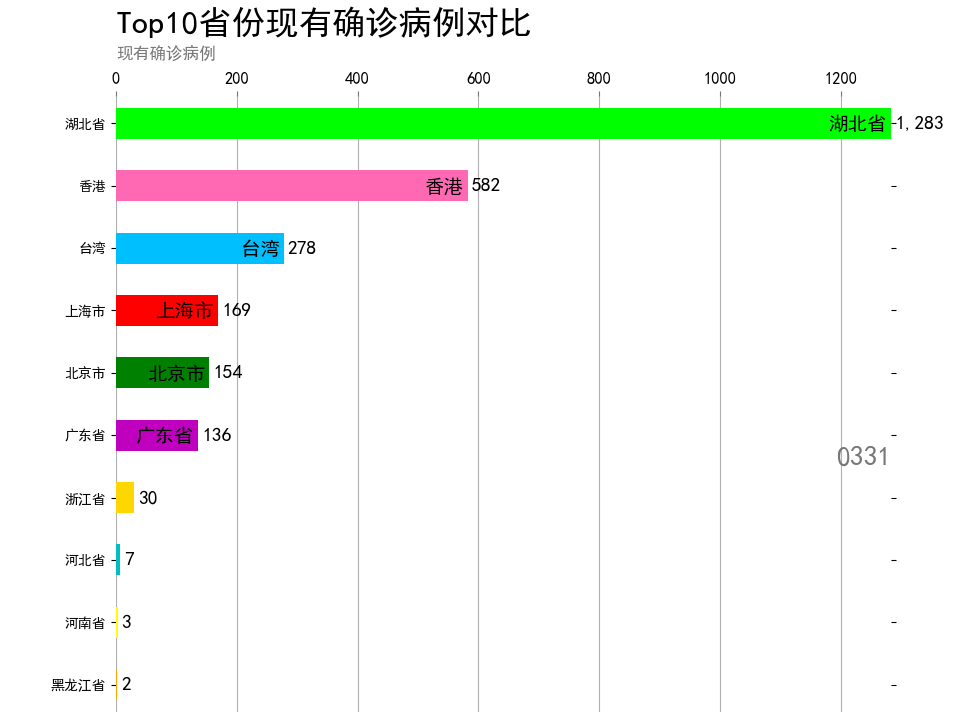 Top10省份现有确诊病例对比
现有确诊病例
0 200 400 600 800 1000 1200
湖北省 湖北省 1,283
香港 香港 582
台湾 台湾 278
上海市 上海市 169
北京市 北京市 154
广东省 广东省 136
0331
浙江省 30
河北省 7
河南省 3
黑龙江省 2